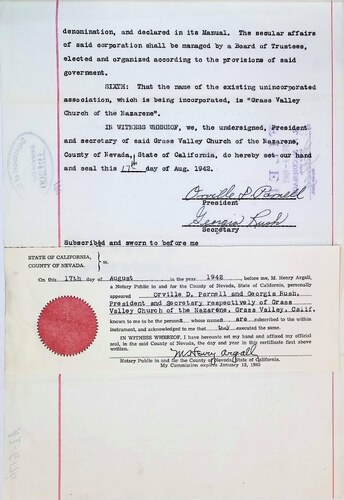 denomination, and declared in its Manual. The secular affairs
of said corporation shall be managed by a Board of Trustees,
elected and organized according to the provisions of said
government.
SIXTH: That the name of the existing unincorporated
association, which is being incorporated, is "Grass Valley
Church of the Nazarene".
IN WITNESS WHEREOF, we, the undersigned, President
and secretary of said Grass Valley Church of the Nazarene,
County of Nevada, State of California, do hereby set our hand
and seal this 17th day of Aug. 1942.
Orville D. Pernell
President
Georgia Rush
Secretary
Subscribed and sworn to before me
STATE OF CALIFORNIA,
COUNTY OF NEVADA. ss.
On this 17th day of August in the year 1942 before me, M. Henry Argall,
a Notary Public in and for the County of Nevada, State of California, personally
appeared Orville D. Pernell and Georgia Rush,
President and Secretary respectively of Grass
Valley Church of the Nazarene, Grass Valley, Calif.
known to me to be the persons whose names are subscribed to the within
instrument, and acknowledged to me that they executed the same.
IN WITNESS WHEREOF, I have hereunto set my hand and affixed my official
seal, in the said County of Nevada, the day and year in this certificate first above
written.
M. Henry Argall
Notary Public in and for the County of Nevada, State of California.
My Commission expires January 12, 1943